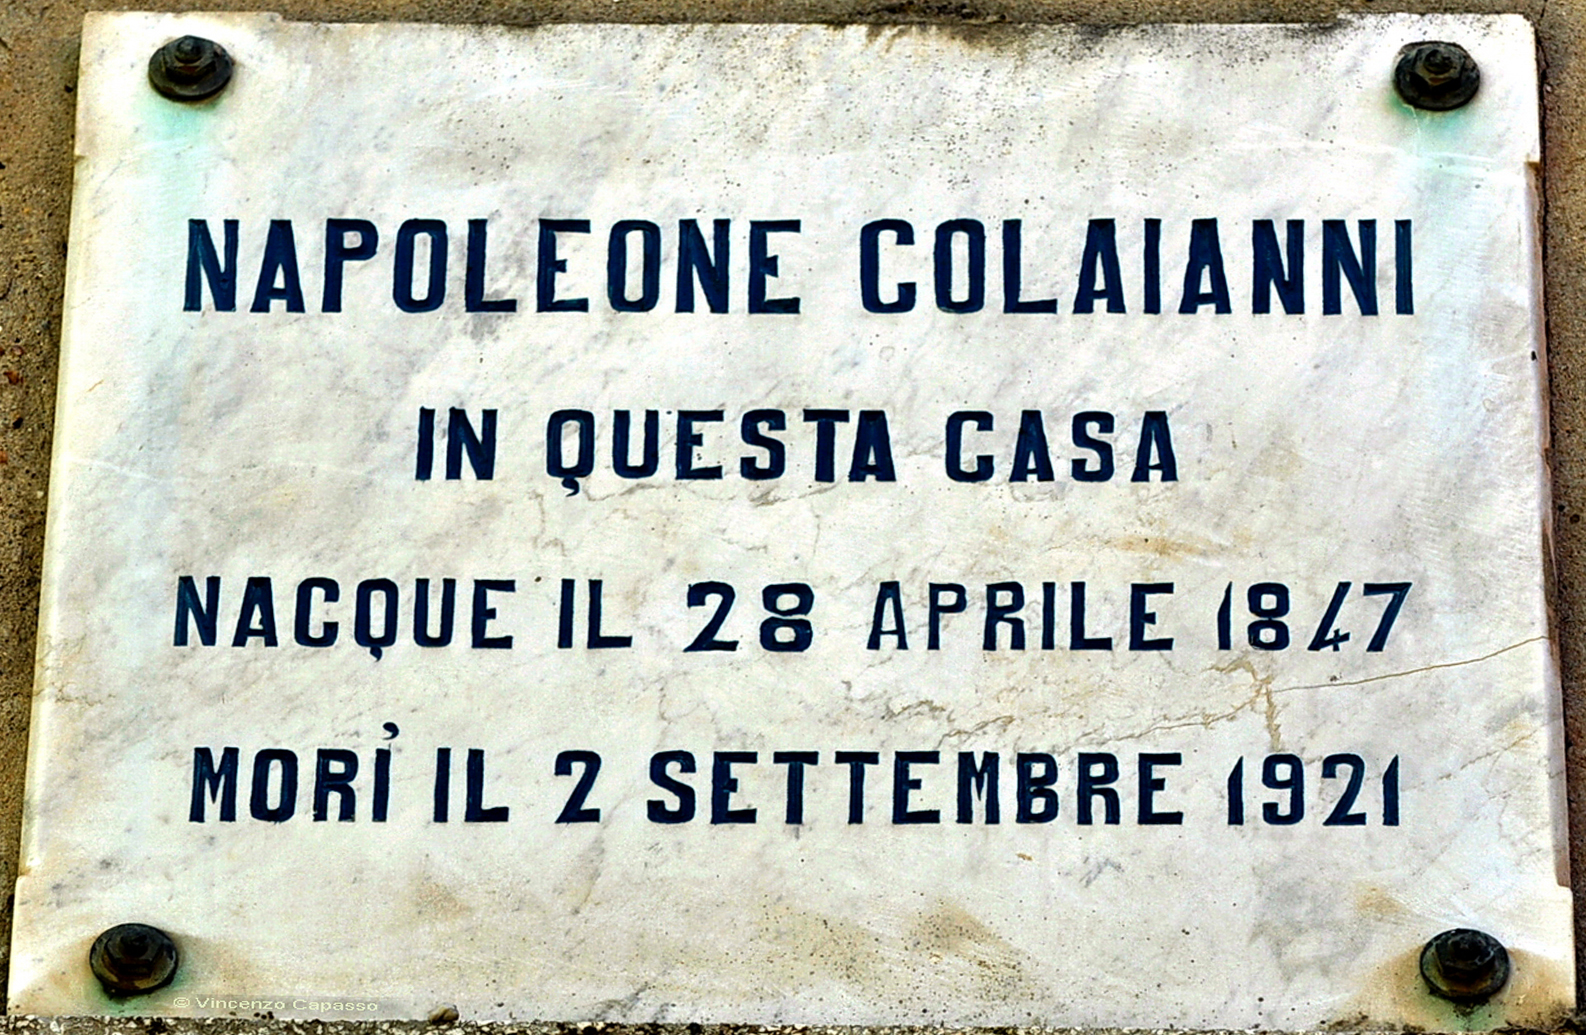 NAPOLEONE COLAIANNI
IN QUESTA CASA
NACQUE IL 28 APRILE 1847
MORÌ IL 2 SETTEMBRE 1921
© Vincenzo Capasso